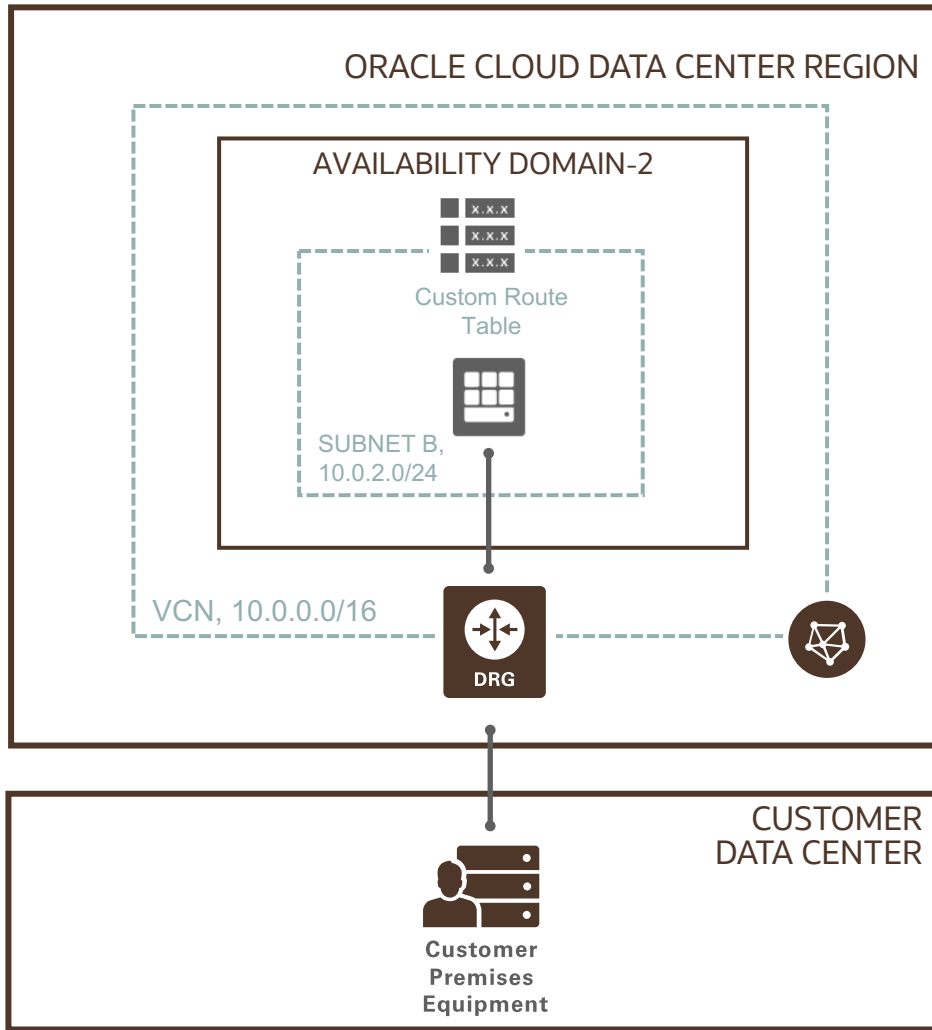 ORACLE CLOUD DATA CENTER REGION
AVAILABILITY DOMAIN-2
x.x.x
x.x.x
x.x.x
Custom Route
Table
SUBNET B,
10.0.2.0/24
VCN, 10.0.0.0/16
DRG
CUSTOMER
DATA CENTER
Customer
Premises
Equipment